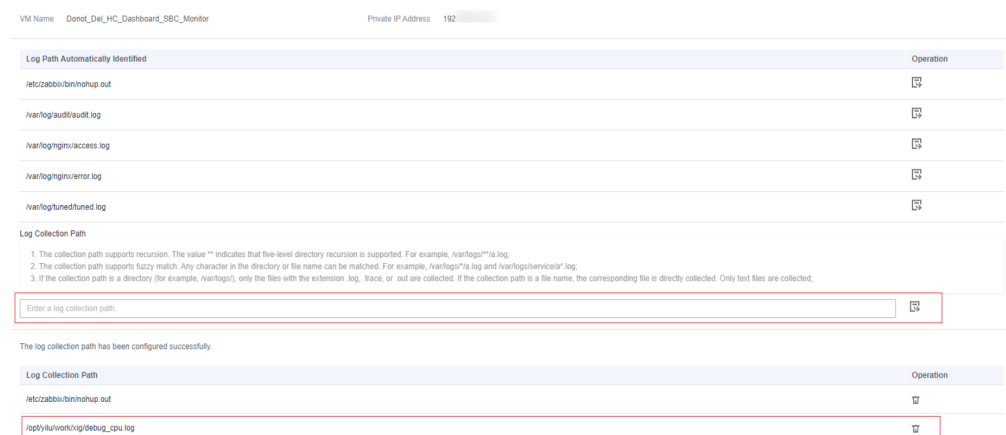 VM Name Donot_Del_HC_Dashboard_SBC_Monitor Private IP Address 192
Log Path Automatically Identified Operation
/etc/zabbix/bin/nohup.out
/var/log/audit/audit.log
/var/log/nginx/access.log
/var/log/nginx/error.log
/var/log/tuned/tuned.log
Log Collection Path
1. The collection path supports recursion. The value ** indicates that five-level directory recursion is supported. For example, /var/logs/**/a.log;
2. The collection path supports fuzzy match. Any character in the directory or file name can be matched. For example, /var/logs/*/a.log and /var/logs/service/a*.log;
3. If the collection path is a directory (for example, /var/logs/), only the files with the extension .log, .trace, or .out are collected. If the collection path is a file name, the corresponding file is directly collected. Only text files are collected;
Enter a log collection path.
The log collection path has been configured successfully.
Log Collection Path Operation
/etc/zabbix/bin/nohup.out
/opt/yilu/work/xig/debug_cpu.log